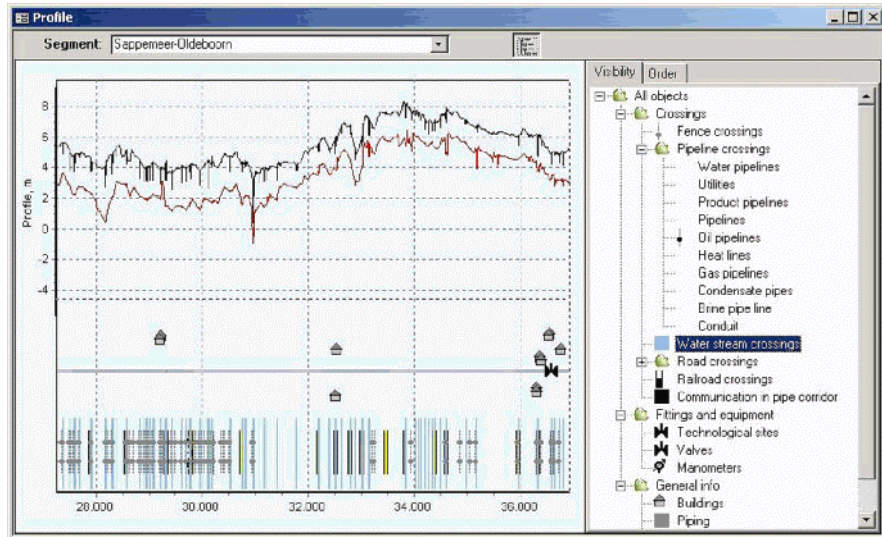 Profile
Segment: Sappemeer-Oldeboorn
Visibility
Order
8
6
4
2
0
-2
-4
Profile, m
28.000
30.000
32.000
34.000
36.000
All objects
Crossings
Fence crossings
Pipeline crossings
Water pipelines
Utilities
Product pipelines
Pipelines
Oil pipelines
Heat lines
Gas pipelines
Condensate pipes
Brine pipe line
Conduit
Water stream crossings
Road crossings
Railroad crossings
Communication in pipe corridor
Fittings and equipment
Technological sites
Valves
Manometers
General info
Buildings
Piping